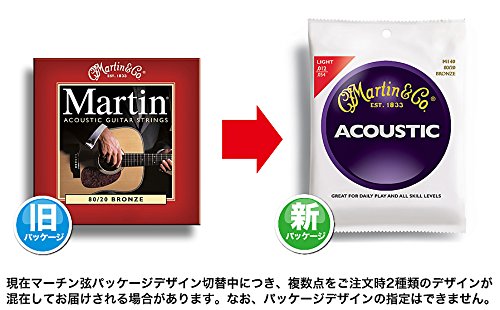 Martin & Co.
EST. 1833
Martin
ACOUSTIC GUITAR STRINGS
80/20 BRONZE
旧
パッケージ
LIGHT
.012
.054
M140
80/20
BRONZE
Martin & Co.
EST. 1833
ACOUSTIC
GREAT FOR DAILY PLAY AND ALL SKILL LEVELS
新
パッケージ
現在マーチン弦パッケージデザイン切替中につき、複数点をご注文時2種類のデザインが
混在してお届けされる場合があります。なお、パッケージデザインの指定はできません。